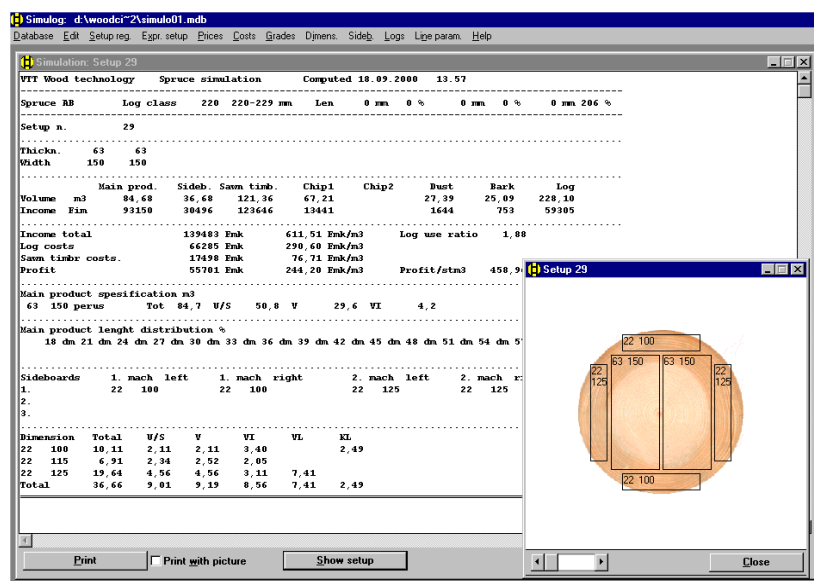 Simulog: d:\woodci~2\simulo01.mdb
Database Edit Setup reg. Expr. setup Prices Costs Grades Dimens. Sideb. Logs Line param. Help
Simulation: Setup 29
VTT Wood technology Spruce simulation Computed 18.09.2000 13.57
Spruce AB Log class 220 220-229 mm Len 0 mm 0 % 0 mm 0 % 0 mm 206 %
Setup n. 29
Thickn. 63 63
Width 150 150
Main prod. Sideb. Sawn timb. Chip1 Chip2 Dust Bark Log
Volume m3 84,68 36,68 121,36 67,21 27,39 25,09 228,10
Income Fim 93150 30496 123646 13441 1644 753 59305
Income total 139483 Fmk 611,51 Fmk/m3 Log use ratio 1,88
Log costs 66285 Fmk 290,60 Fmk/m3
Sawn timbr costs. 17498 Fmk 76,71 Fmk/m3
Profit 55701 Fmk 244,20 Fmk/m3 Profit/stm3
Main product spesification m3
63 150 perus Tot 84,7 U/S 50,8 V 29,6 VI 4,2
Main product lenght distribution %
18 dm 21 dm 24 dm 27 dm 30 dm 33 dm 36 dm 39 dm 42 dm 45 dm 48 dm 51 dm 54 dm
Sideboards 1. mach left 1. mach right 2. mach left 2. mach
1. 22 100 22 100 22 125 22 125
2.
3.
Dimension Total U/S V VI VL KL
22 100 10,11 2,11 2,11 3,40 2,49
22 115 6,91 2,34 2,52 2,05
22 125 19,64 4,56 4,56 3,11 7,41
Total 36,66 9,01 9,19 8,56 7,41 2,49
Print Print with picture Show setup
Setup 29
22 100
63 150 63 150
22 125
22 125
22 100
Close